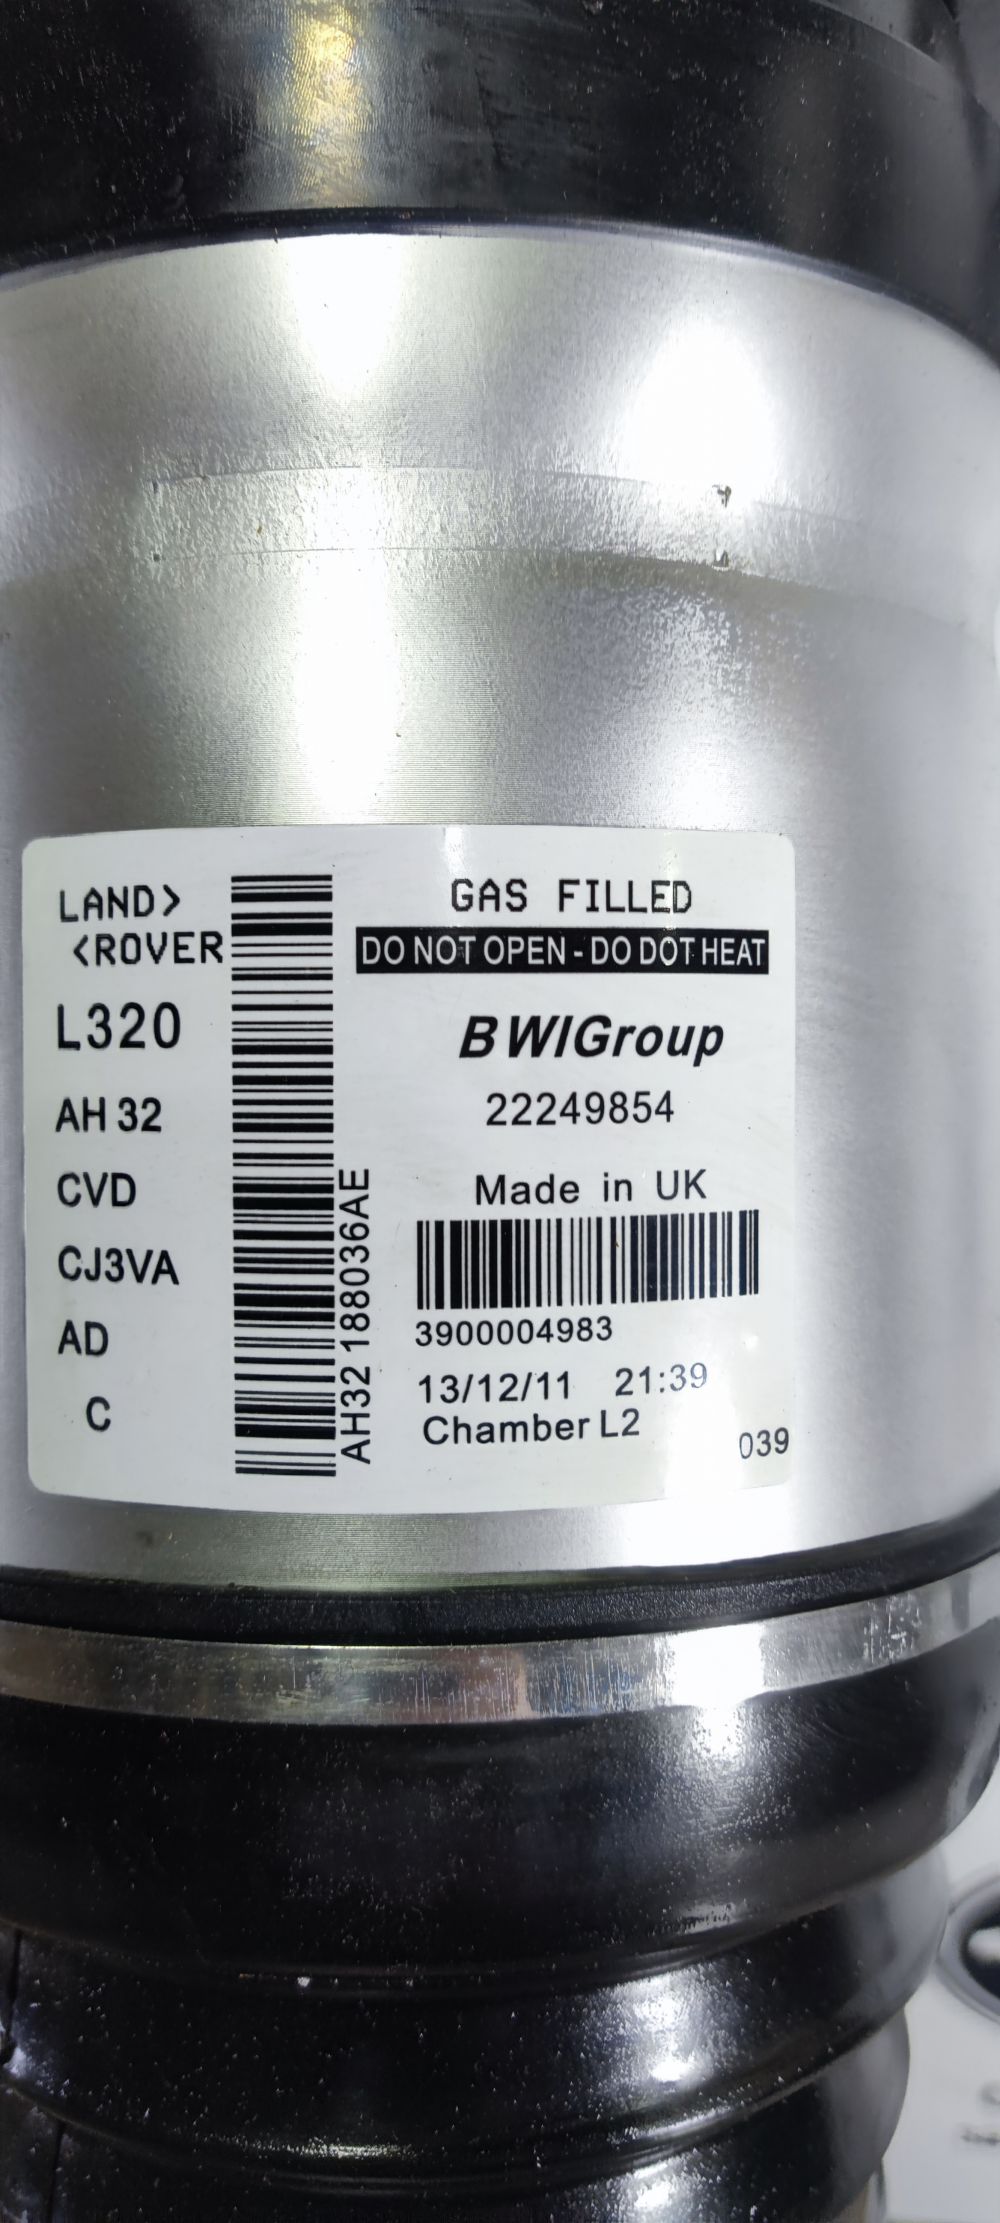 LAND>
<ROVER
L320
AH 32
CVD
CJ3VA
AD
C
AH32 188036AE
GAS FILLED
DO NOT OPEN - DO DOT HEAT
BWIGroup
22249854
Made in UK
3900004983
13/12/11 21:39
Chamber L2
039